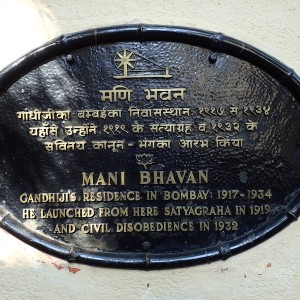 मणि भवन
गांधीजीका बम्बईका निवासस्थान: १९१७ से १९३४
यहाँसे उन्होंने १९१९ के सत्याग्रह व १९३२ के
सविनय कानून - भंगका आरंभ किया
MANI BHAVAN
GANDHIJI'S RESIDENCE IN BOMBAY: 1917-1934
HE LAUNCHED FROM HERE SATYAGRAHA IN 1919
AND CIVIL DISOBEDIENCE IN 1932